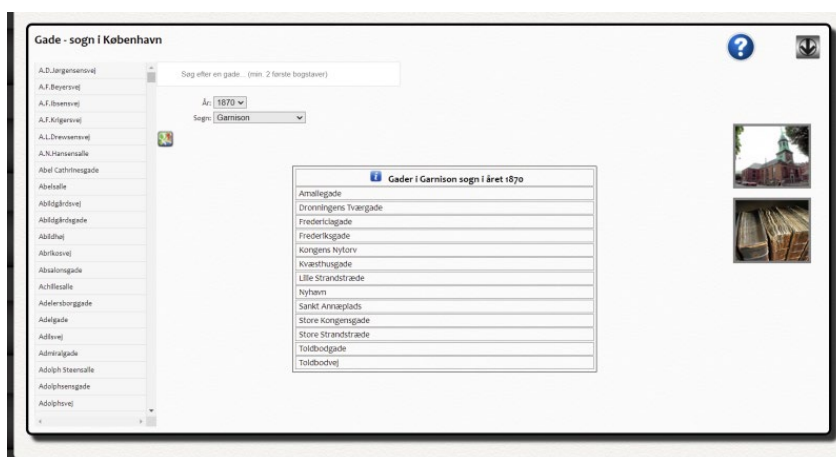 Gade - sogn i København
A.D.Jørgensensvej
A.F.Beyersvej
A.F.Ibsensvej
A.F.Krigersvej
A.L.Drewsensvej
A.N.Hansensalle
Abel Cathrinesgade
Abelsalle
Abildgårdsvej
Abildgårdsgade
Abildhøj
Abrikosvej
Absalonsgade
Achillesalle
Adelersborggade
Adelgade
Adilsvej
Admiralgade
Adolph Steensalle
Adolphsensgade
Adolphsvej
Søg efter en gade... (min. 2 første bogstaver)
År: 1870
Sogn: Garnison
Gader i Garnison sogn i året 1870
Amaliegade
Dronningens Tværgade
Fredericiagade
Frederiksgade
Kongens Nytorv
Kvæsthusgade
Lille Strandstræde
Nyhavn
Sankt Annæplads
Store Kongensgade
Store Strandstræde
Toldbodgade
Toldbodvej